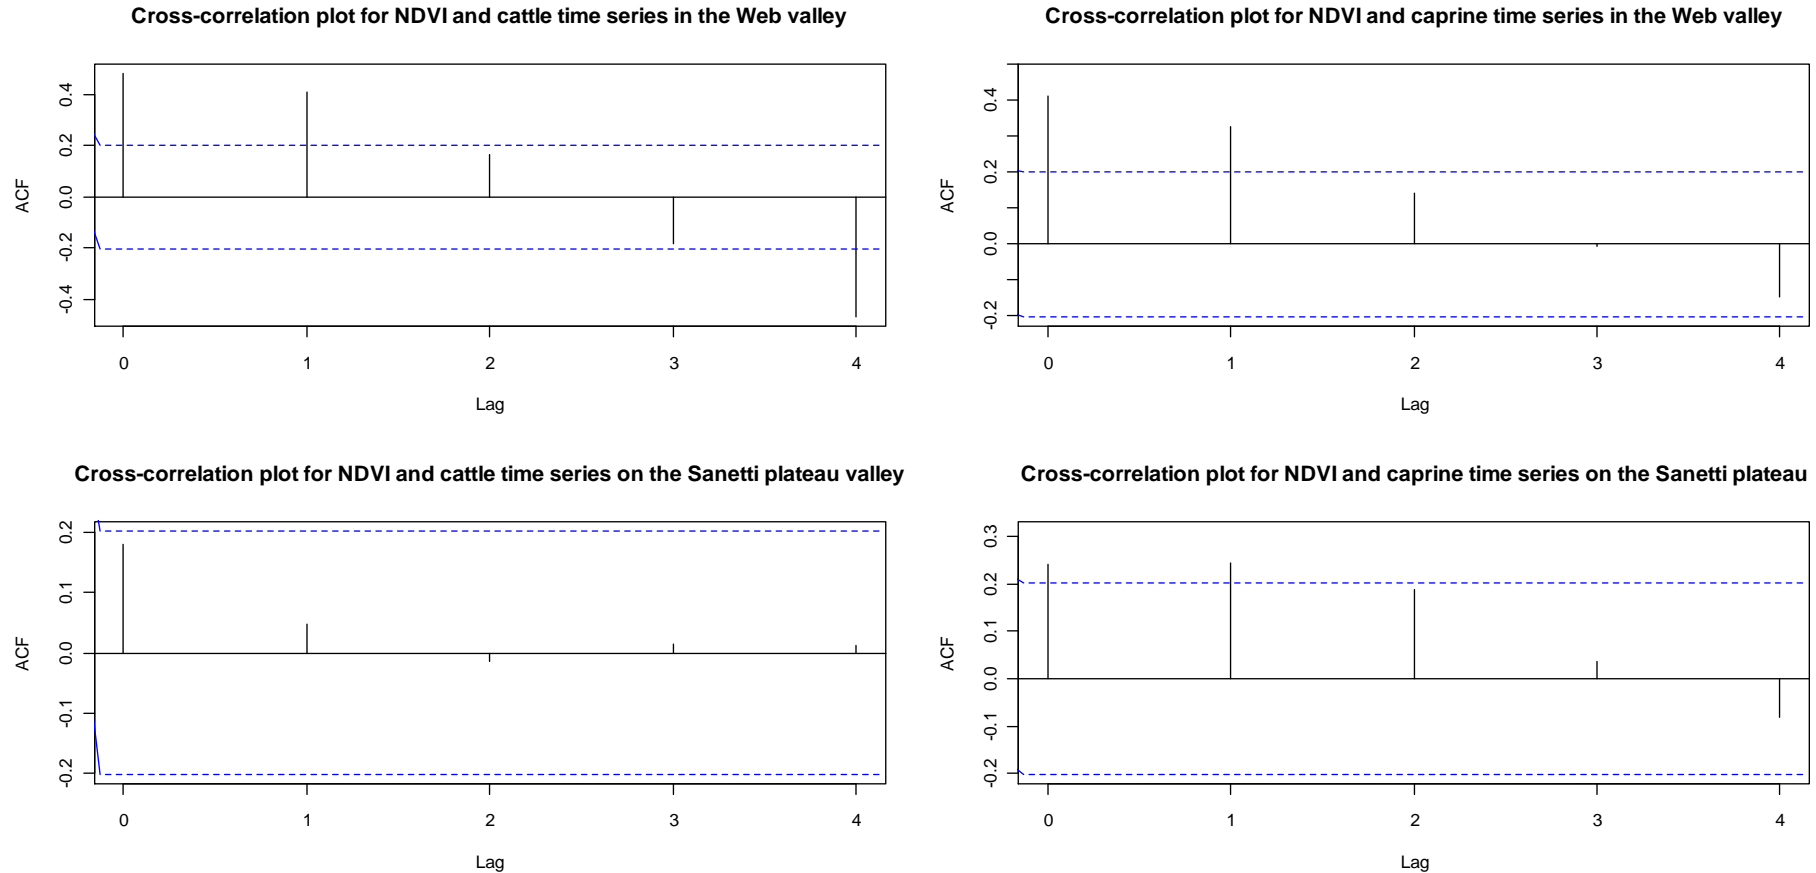 Cross-correlation plot for NDVI and cattle time series in the Web valley
ACF
0.4
0.2
0.0
-0.2
-0.4
0 1 2 3 4
Lag
Cross-correlation plot for NDVI and caprine time series in the Web valley
ACF
0.4
0.2
0.0
-0.2
0 1 2 3 4
Lag
Cross-correlation plot for NDVI and cattle time series on the Sanetti plateau valley
ACF
0.2
0.1
0.0
-0.1
-0.2
0 1 2 3 4
Lag
Cross-correlation plot for NDVI and caprine time series on the Sanetti plateau
ACF
0.3
0.2
0.1
0.0
-0.1
-0.2
0 1 2 3 4
Lag